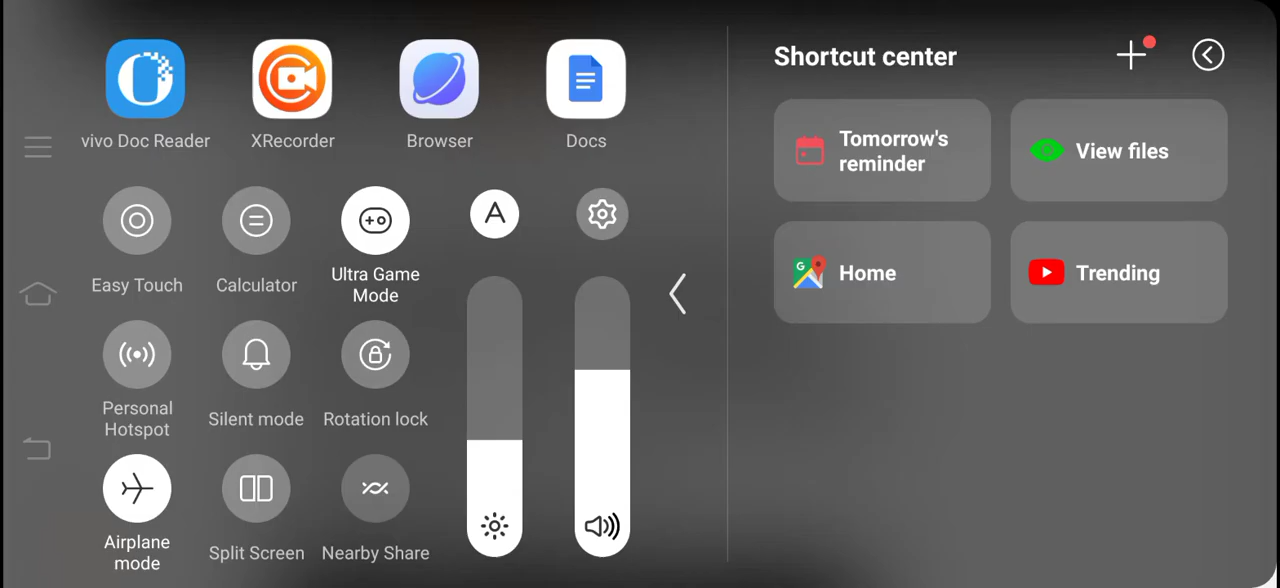 vivo Doc Reader
XRecorder
Browser
Docs
Easy Touch
Calculator
Ultra Game
Mode
A
Personal
Hotspot
Silent mode
Rotation lock
Airplane
mode
Split Screen
Nearby Share
Shortcut center
Tomorrow's
reminder
View files
G
Home
Trending